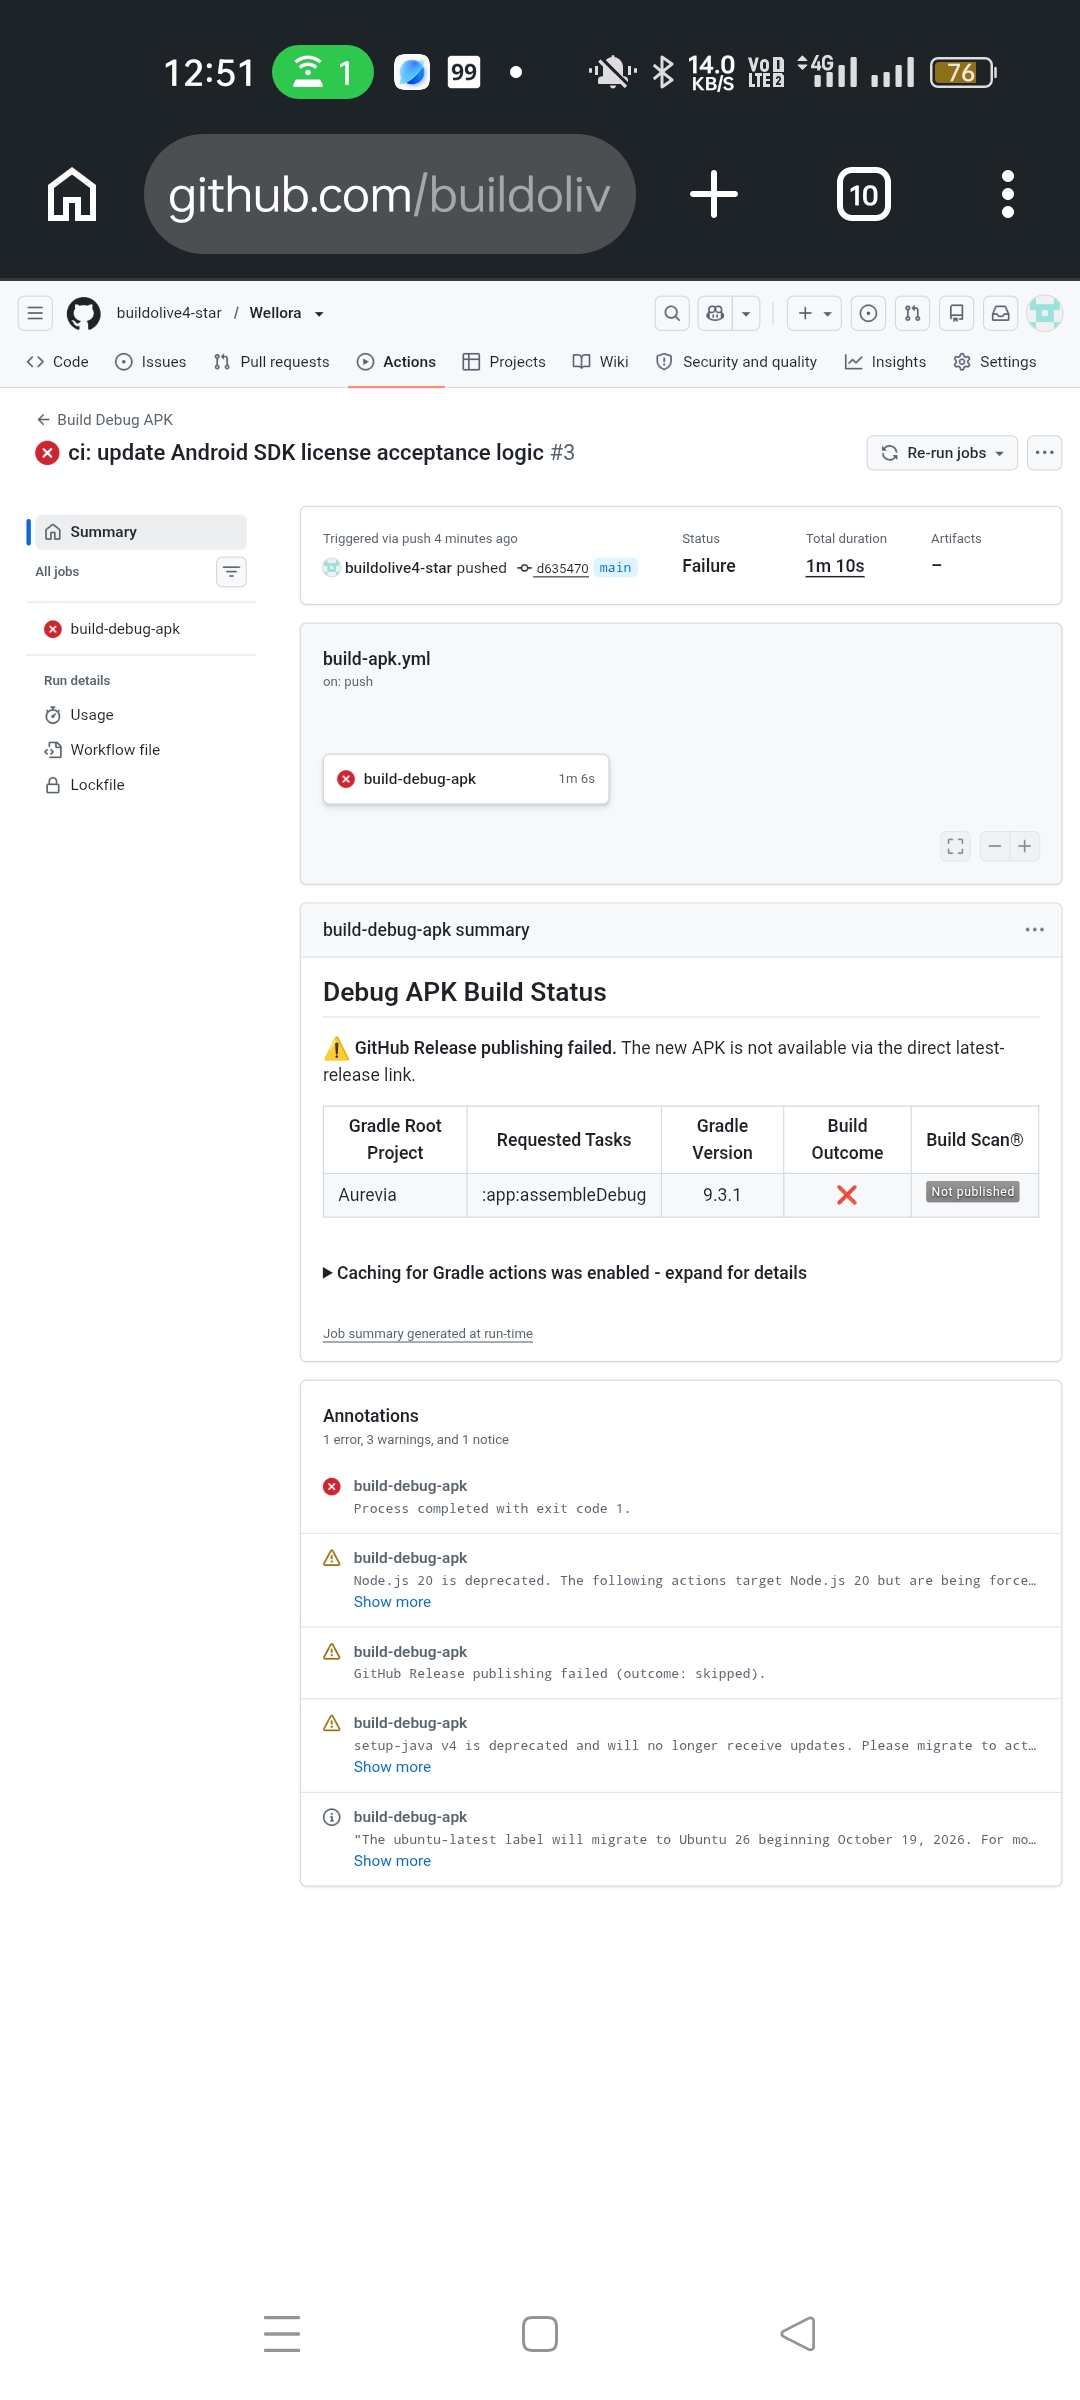 12:51
1
99
14.0
KB/S
Vo 1
LTE 2
4G
76
github.com/buildoliv
10
buildolive4-star / Wellora
Code
Issues
Pull requests
Actions
Projects
Wiki
Security and quality
Insights
Settings
Build Debug APK
ci: update Android SDK license acceptance logic #3
Re-run jobs
Summary
All jobs
build-debug-apk
Run details
Usage
Workflow file
Lockfile
Triggered via push 4 minutes ago
buildolive4-star pushed d635470 main
Status
Failure
Total duration
1m 10s
Artifacts
–
build-apk.yml
on: push
build-debug-apk 1m 6s
build-debug-apk summary
Debug APK Build Status
⚠️ GitHub Release publishing failed. The new APK is not available via the direct latest-
release link.
Gradle Root Project
Requested Tasks
Gradle Version
Build Outcome
Build Scan®
Aurevia
:app:assembleDebug
9.3.1
❌
Not published
Caching for Gradle actions was enabled - expand for details
Job summary generated at run-time
Annotations
1 error, 3 warnings, and 1 notice
build-debug-apk
Process completed with exit code 1.
build-debug-apk
Node.js 20 is deprecated. The following actions target Node.js 20 but are being force…
Show more
build-debug-apk
GitHub Release publishing failed (outcome: skipped).
build-debug-apk
setup-java v4 is deprecated and will no longer receive updates. Please migrate to act…
Show more
build-debug-apk
"The ubuntu-latest label will migrate to Ubuntu 26 beginning October 19, 2026. For mo…
Show more